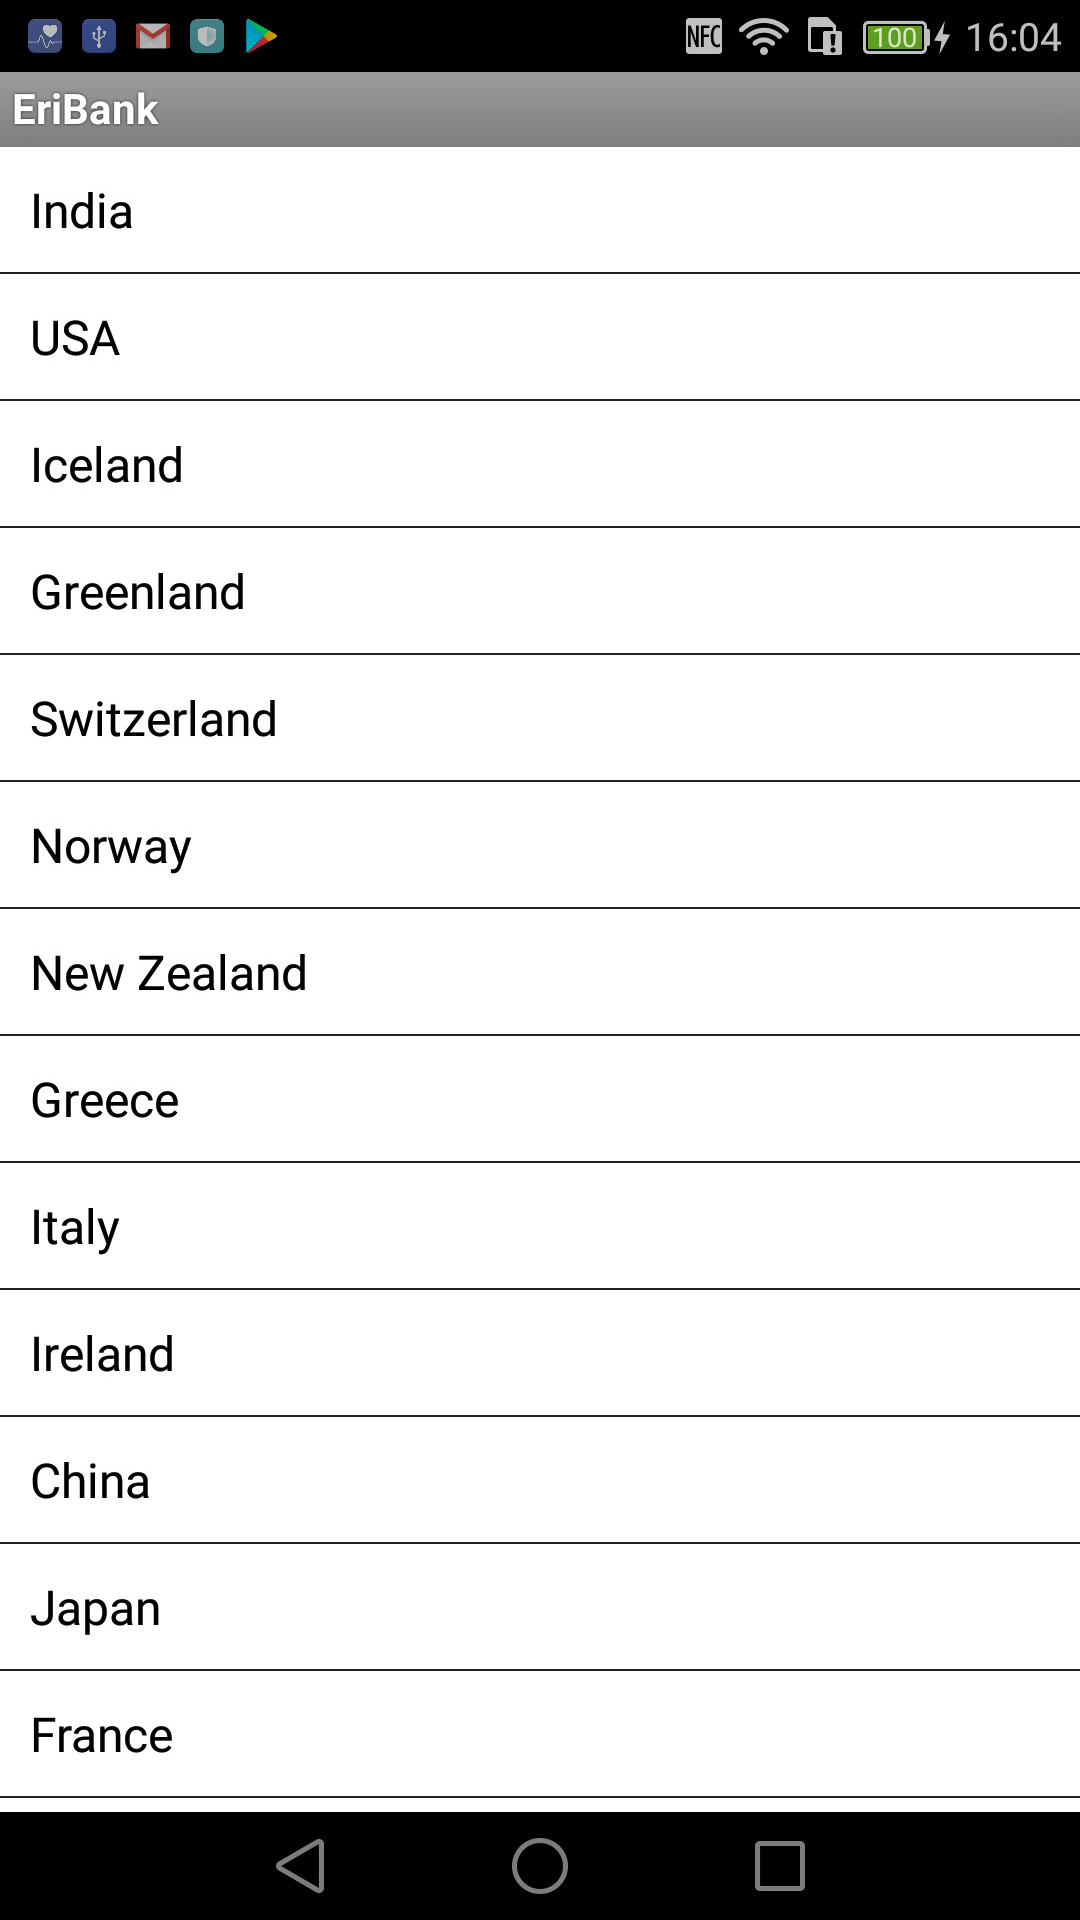 NFC 100 16:04
EriBank
India
USA
Iceland
Greenland
Switzerland
Norway
New Zealand
Greece
Italy
Ireland
China
Japan
France